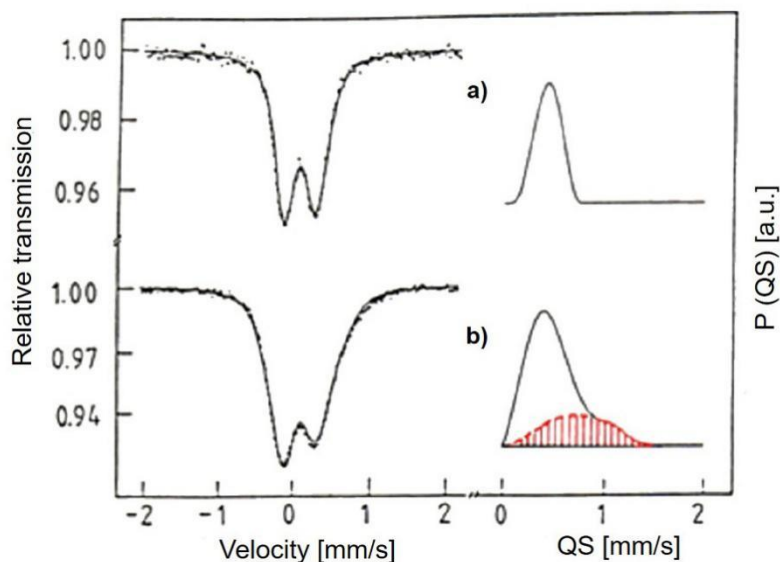 Relative transmission
1.00
0.98
0.96
1.00
0.97
0.94
a)
b)
P (QS) [a.u.]
-2 -1 0 1 2 0 1 2
Velocity [mm/s] QS [mm/s]